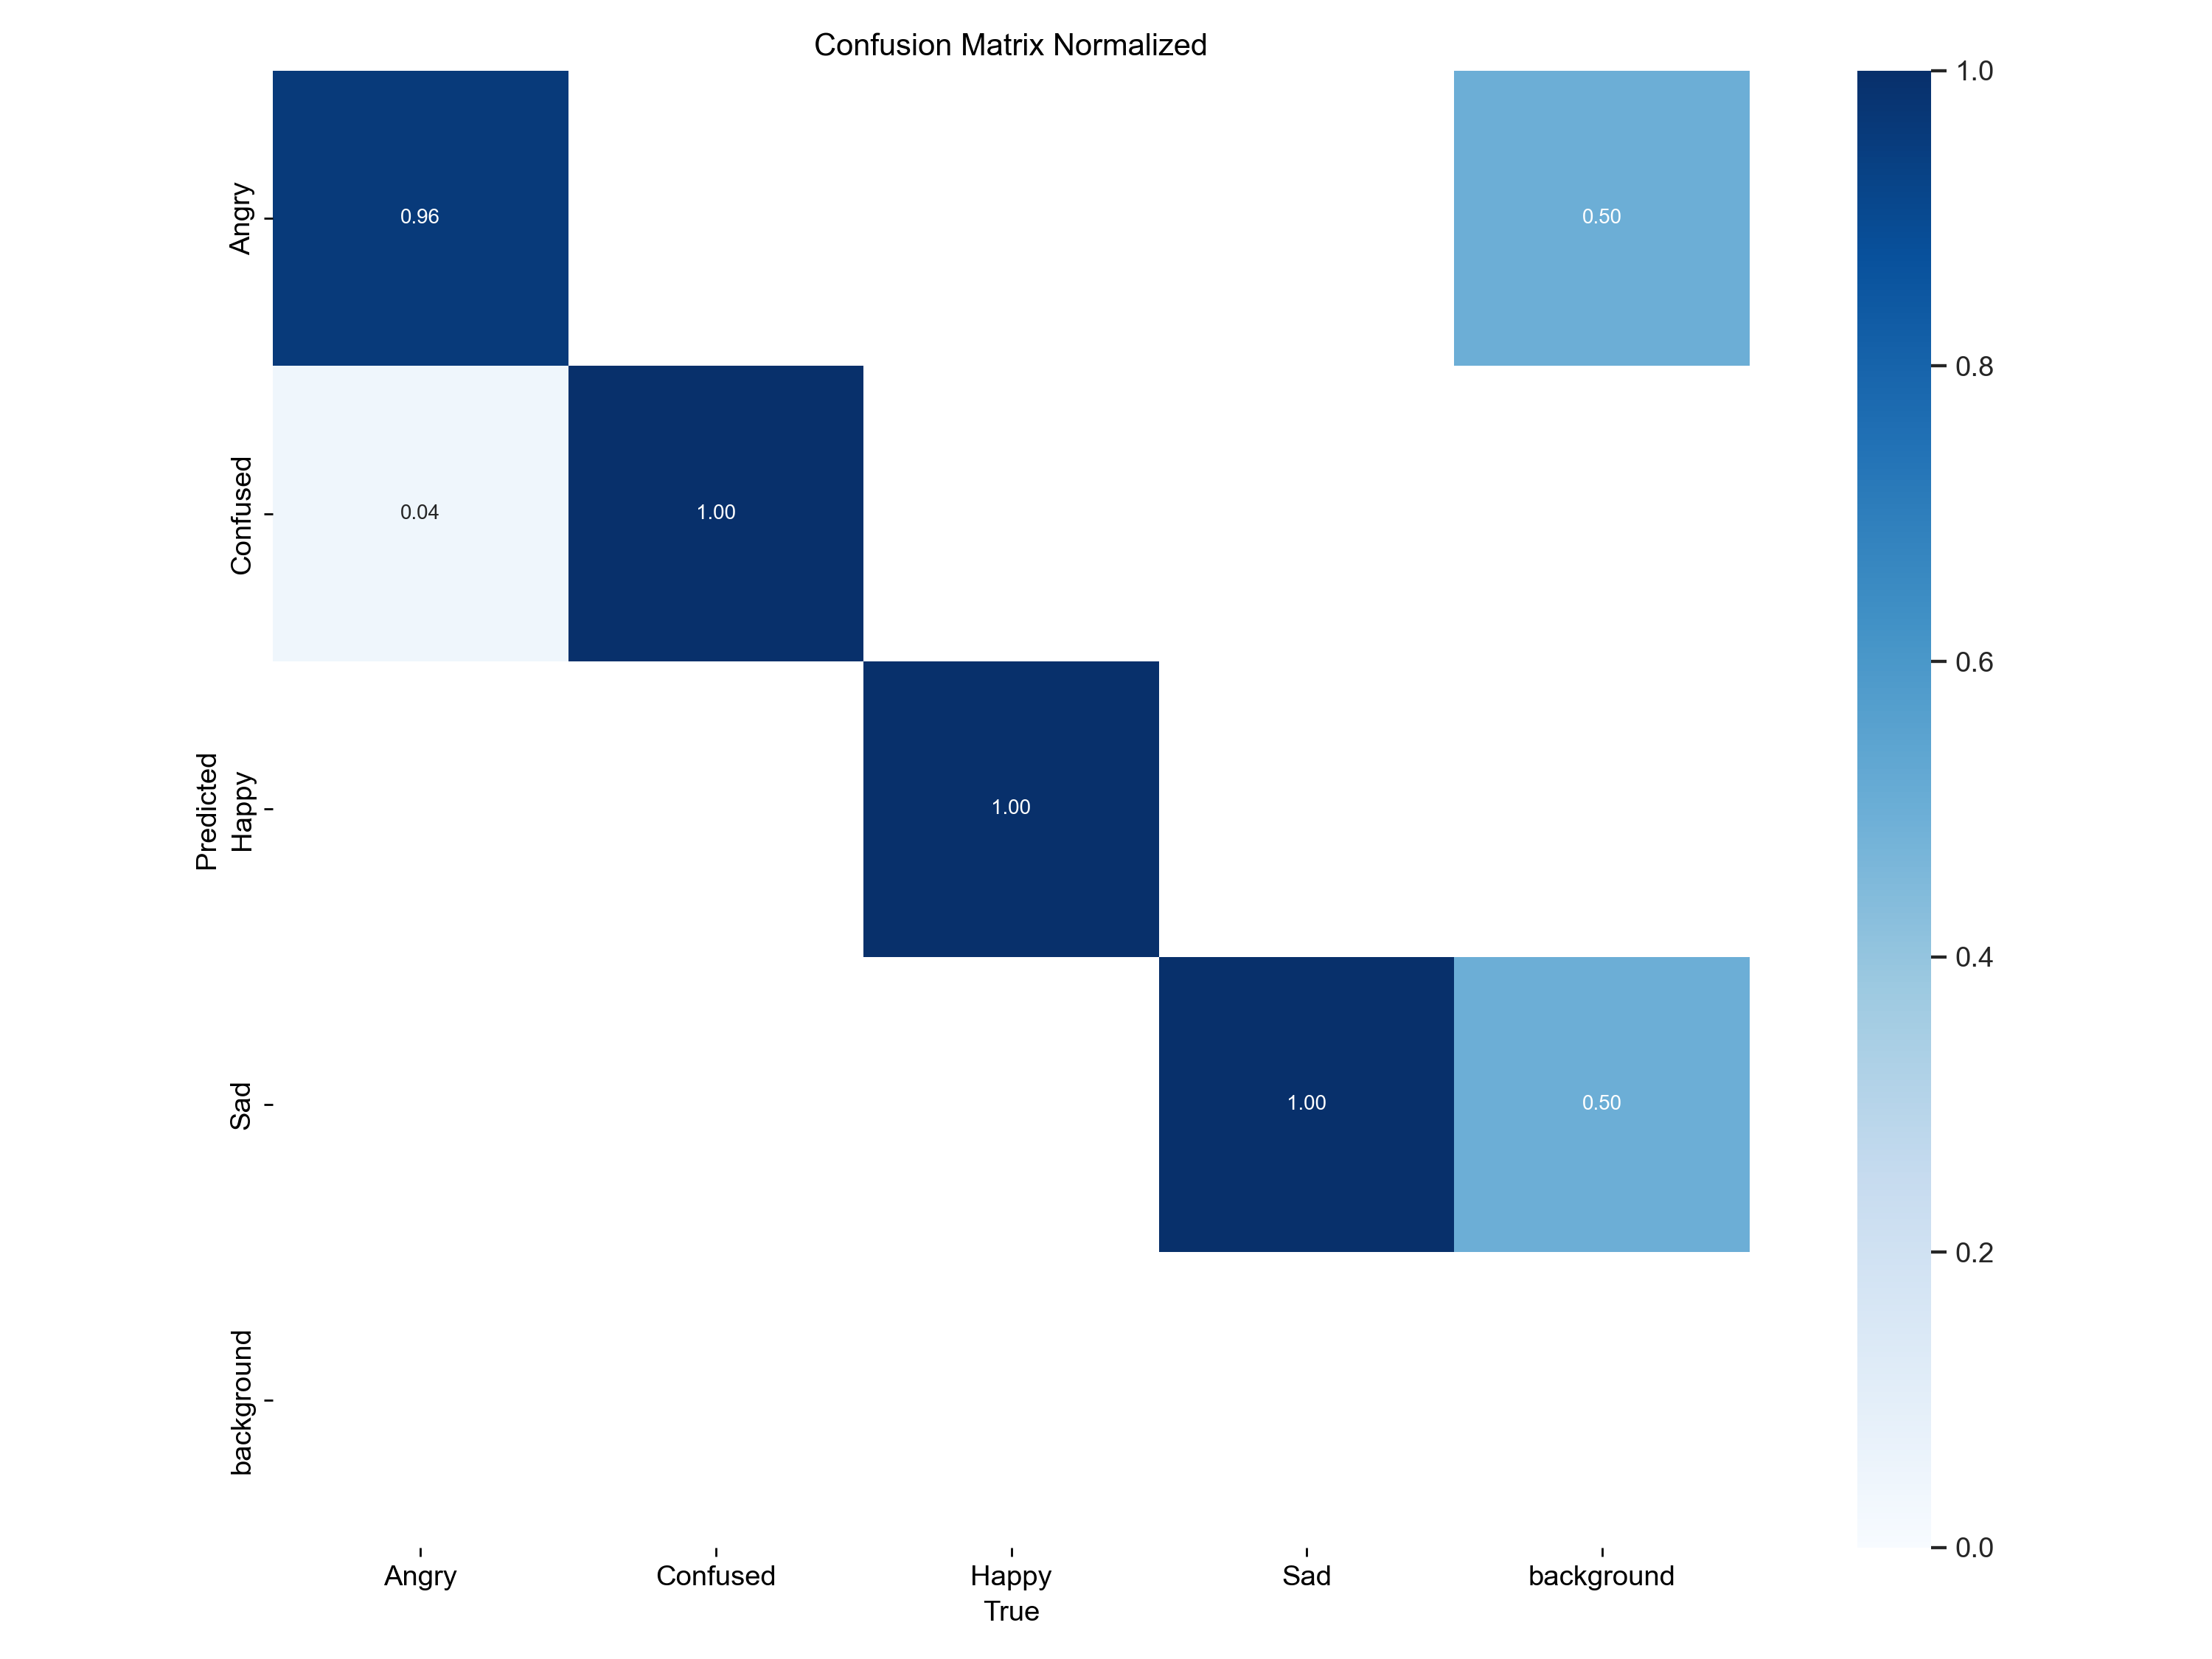 Confusion Matrix Normalized
Predicted
Angry
0.96
0.50
Confused
0.04
1.00
Happy
1.00
Sad
1.00
0.50
background
Angry
Confused
Happy
Sad
background
True
1.0
0.8
0.6
0.4
0.2
0.0